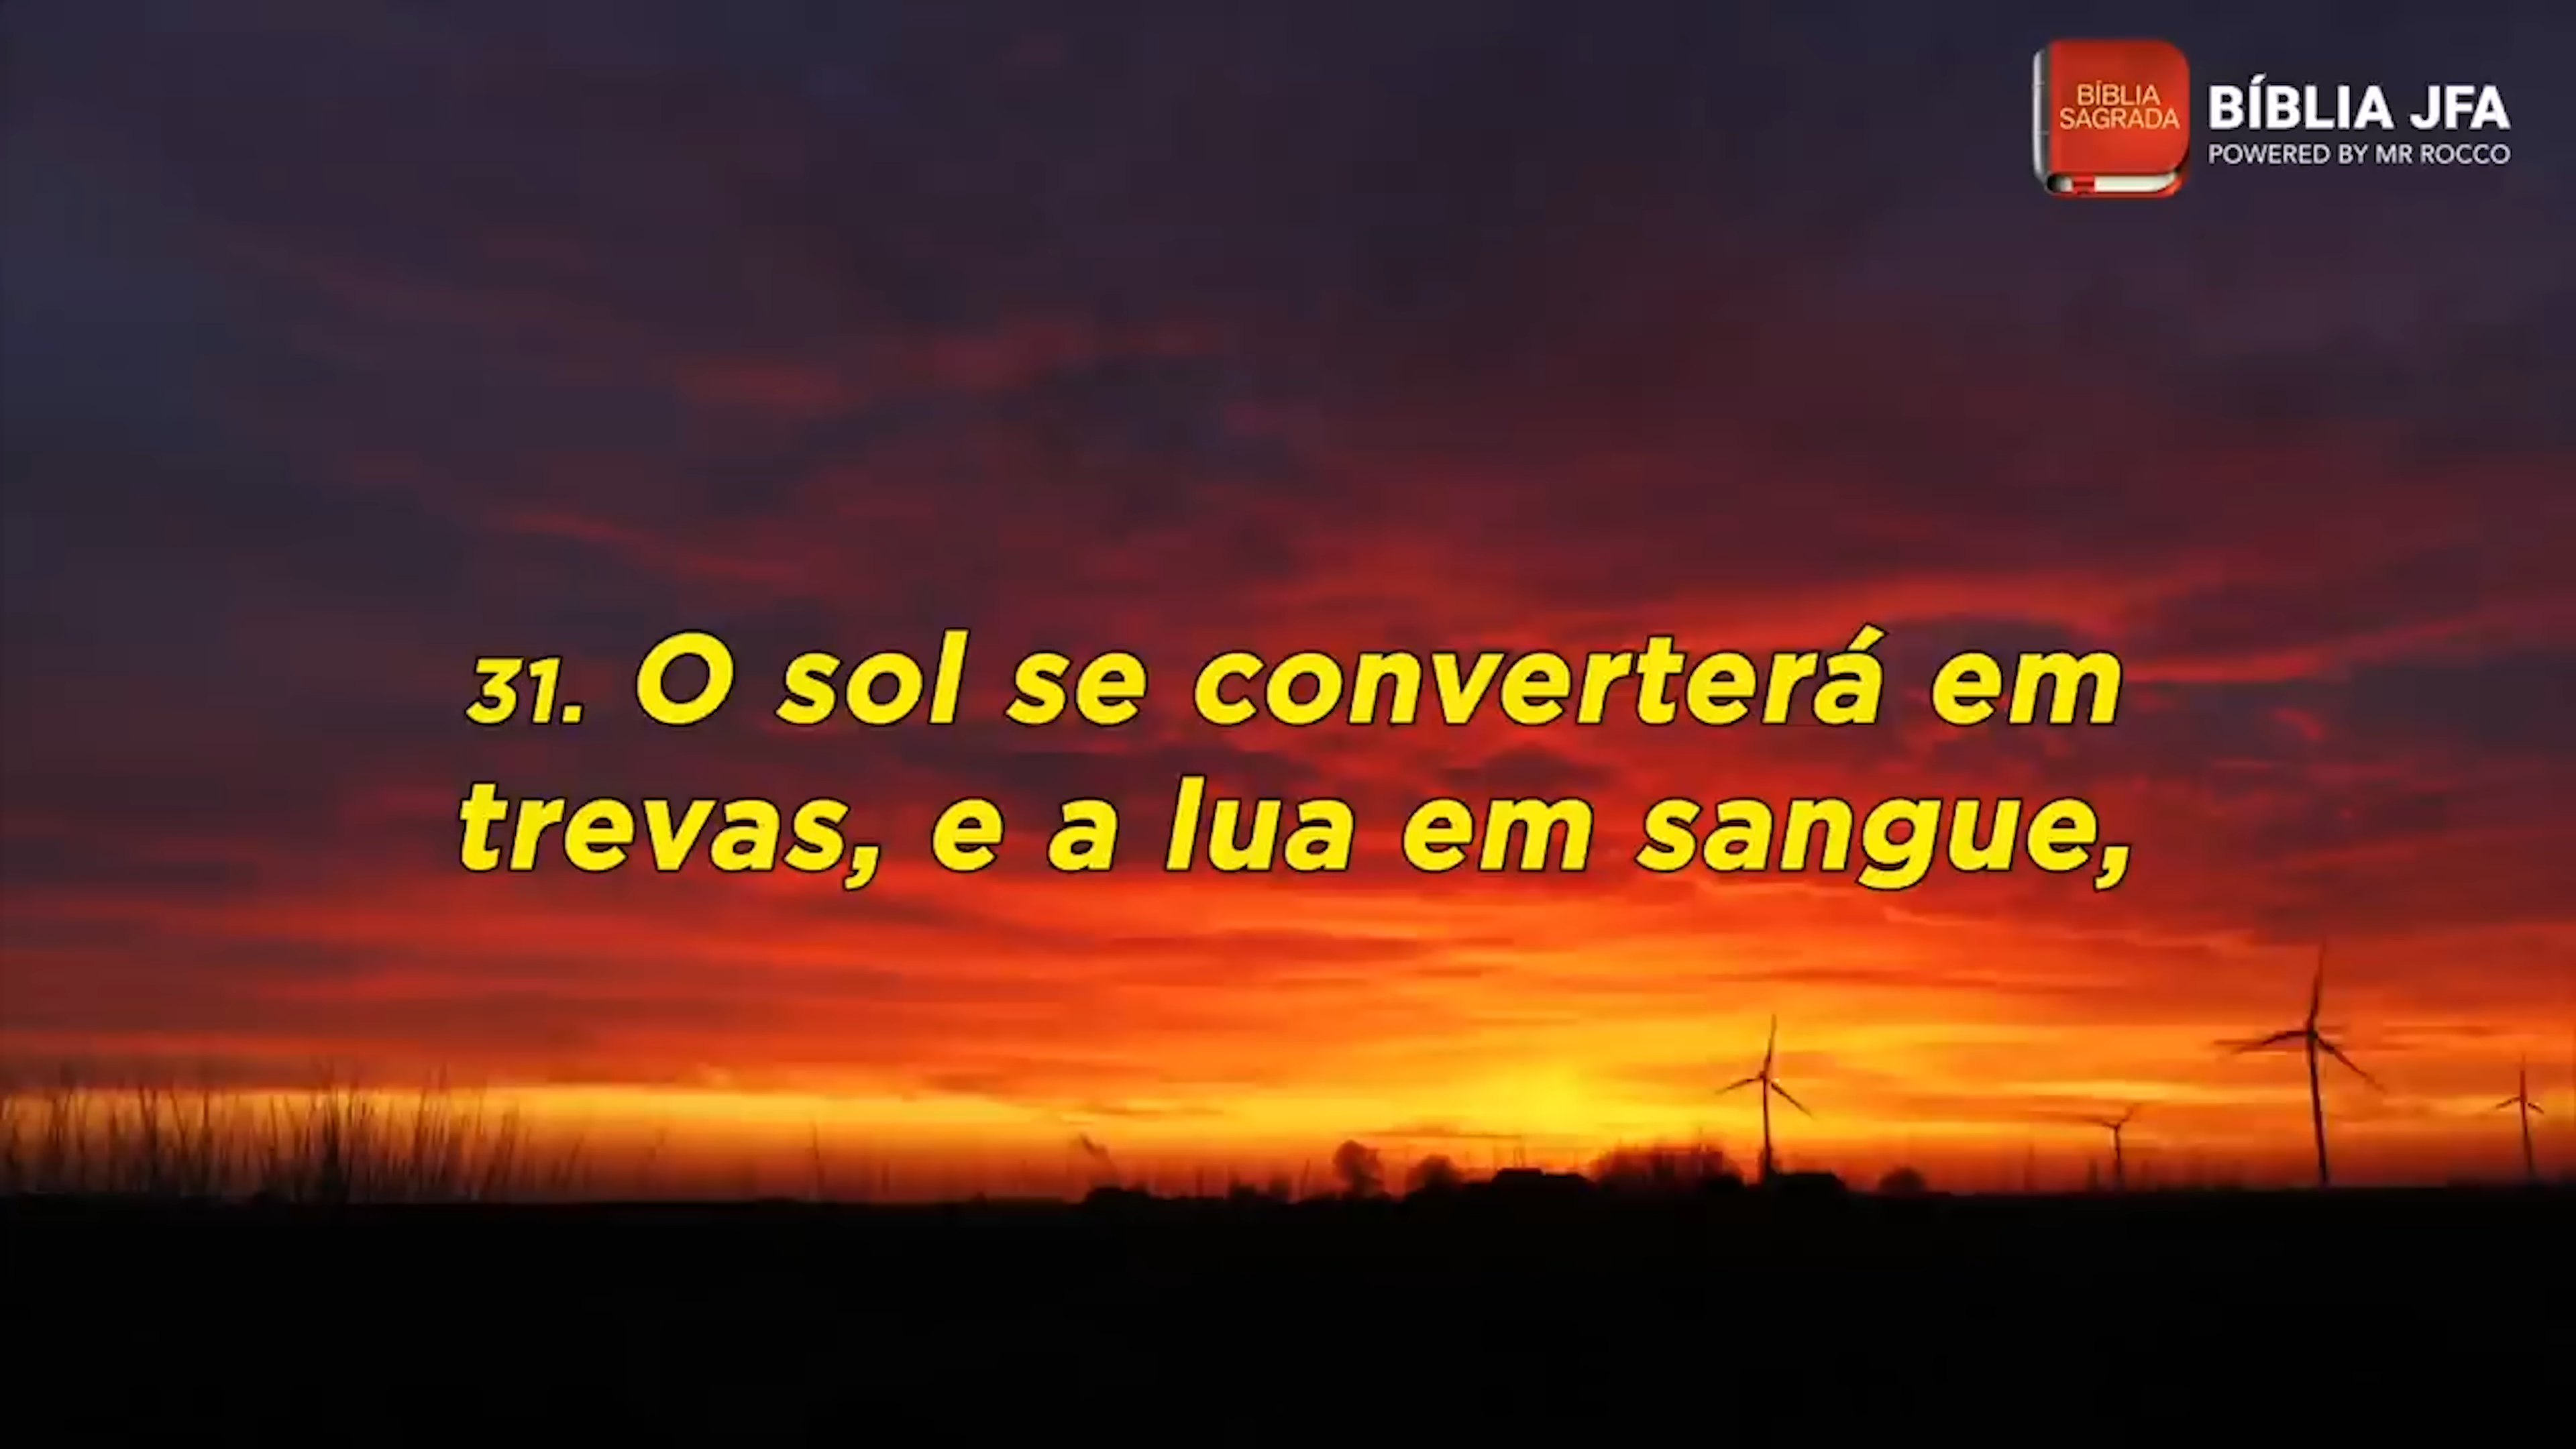 BÍBLIA
SAGRADA
BÍBLIA JFA
POWERED BY MR ROCCO
31. O sol se converterá em
trevas, e a lua em sangue,